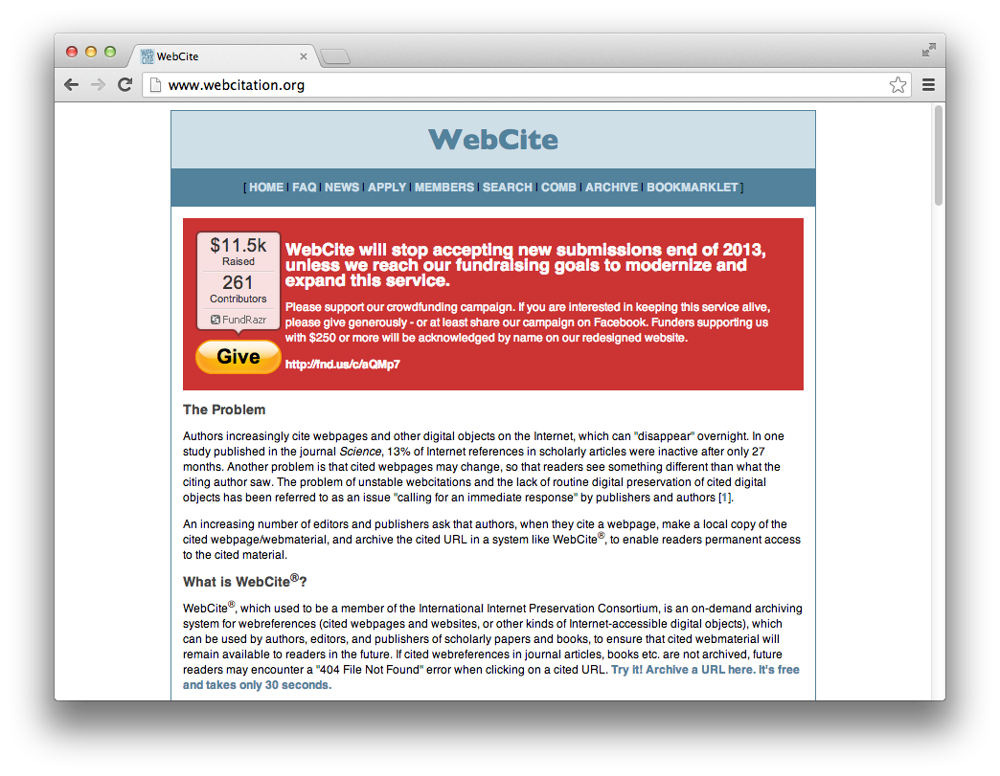 WebCite
www.webcitation.org
WebCite
[ HOME | FAQ | NEWS | APPLY | MEMBERS | SEARCH | COMB | ARCHIVE | BOOKMARKLET ]
$11.5k
Raised
261
Contributors
FundRazr
Give
WebCite will stop accepting new submissions end of 2013,
unless we reach our fundraising goals to modernize and
expand this service.
Please support our crowdfunding campaign. If you are interested in keeping this service alive,
please give generously - or at least share our campaign on Facebook. Funders supporting us
with $250 or more will be acknowledged by name on our redesigned website.
http://fnd.us/c/aQMp7
The Problem
Authors increasingly cite webpages and other digital objects on the Internet, which can "disappear" overnight. In one
study published in the journal Science, 13% of Internet references in scholarly articles were inactive after only 27
months. Another problem is that cited webpages may change, so that readers see something different than what the
citing author saw. The problem of unstable webcitations and the lack of routine digital preservation of cited digital
objects has been referred to as an issue "calling for an immediate response" by publishers and authors [1].
An increasing number of editors and publishers ask that authors, when they cite a webpage, make a local copy of the
cited webpage/webmaterial, and archive the cited URL in a system like WebCite®, to enable readers permanent access
to the cited material.
What is WebCite®?
WebCite®, which used to be a member of the International Internet Preservation Consortium, is an on-demand archiving
system for webreferences (cited webpages and websites, or other kinds of Internet-accessible digital objects), which
can be used by authors, editors, and publishers of scholarly papers and books, to ensure that cited webmaterial will
remain available to readers in the future. If cited webreferences in journal articles, books etc. are not archived, future
readers may encounter a "404 File Not Found" error when clicking on a cited URL. Try it! Archive a URL here. It's free
and takes only 30 seconds.